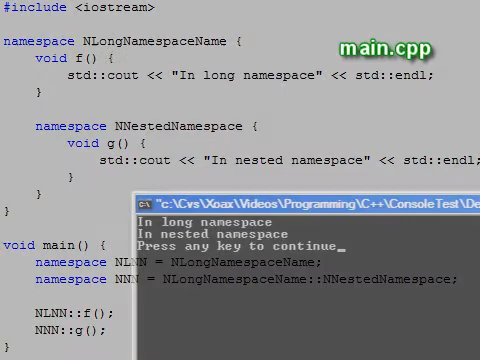 #include <iostream>
main.cpp
namespace NLongNamespaceName {
void f() {
std::cout << "In long namespace" << std::endl;
}
namespace NNestedNamespace {
void g() {
std::cout << "In nested namespace" << std::endl;
}
}
}
"c:\Cvs\Xoax\Videos\Programming\C++\ConsoleTest\De
In long namespace
In nested namespace
Press any key to continue_
void main() {
namespace NLNN = NLongNamespaceName;
namespace NNN = NLongNamespaceName::NNestedNamespace;
NLNN::f();
NNN::g();
}